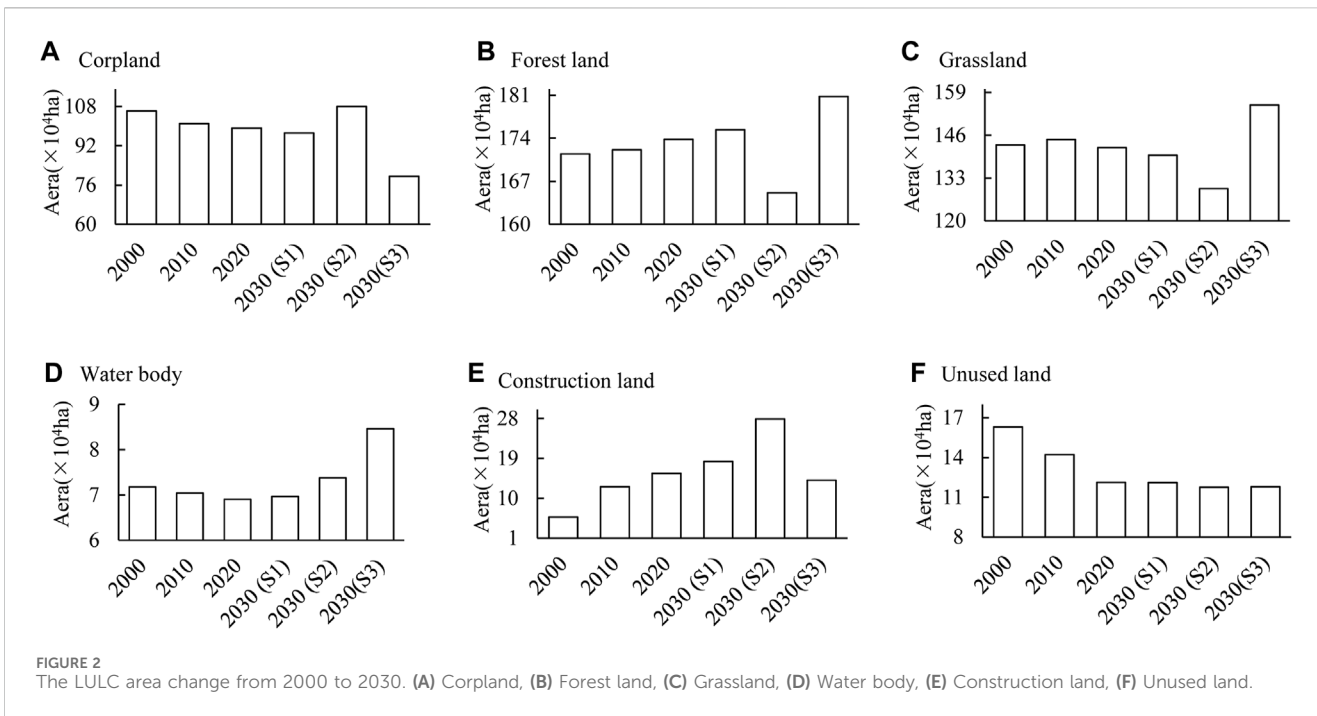 A Corpland
Aera(×10⁴ha)
108
92
76
60
2000
2010
2020
2030 (S1)
2030 (S2)
2030(S3)
B Forest land
Aera(×10⁴ha)
181
174
167
160
2000
2010
2020
2030 (S1)
2030 (S2)
2030(S3)
C Grassland
Aera(×10⁴ha)
159
146
133
120
2000
2010
2020
2030 (S1)
2030 (S2)
2030(S3)
D Water body
Aera(×10⁴ha)
9
8
7
6
2000
2010
2020
2030 (S1)
2030 (S2)
2030(S3)
E Construction land
Aera(×10⁴ha)
28
19
10
1
2000
2010
2020
2030 (S1)
2030 (S2)
2030(S3)
F Unused land
Aera(×10⁴ha)
17
14
11
8
2000
2010
2020
2030 (S1)
2030 (S2)
2030(S3)
FIGURE 2
The LULC area change from 2000 to 2030. (A) Corpland, (B) Forest land, (C) Grassland, (D) Water body, (E) Construction land, (F) Unused land.